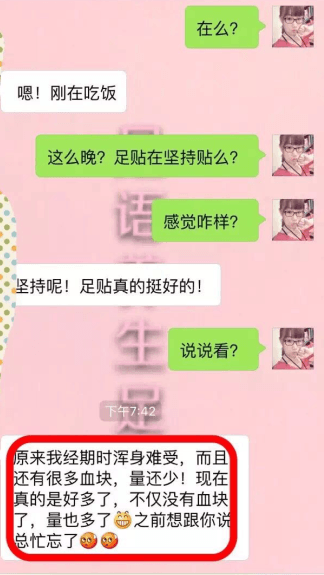 在么？
嗯！刚在吃饭
这么晚？足贴在坚持贴么？
感觉咋样？
坚持呢！足贴真的挺好的！
说说看？
下午7:42
原来我经期时浑身难受，而且
还有很多血块，量还少！现在
真的是好多了，不仅没有血块
了，量也多了😁之前想跟你说
总忙忘了
语
生
足